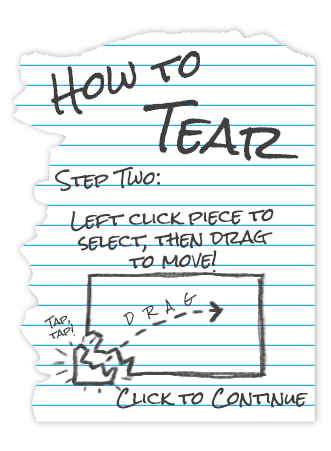 How to
Tear
Step Two:
Left click piece to
select, then drag
to move!
DRAG
Tap,
tap!
Click to Continue